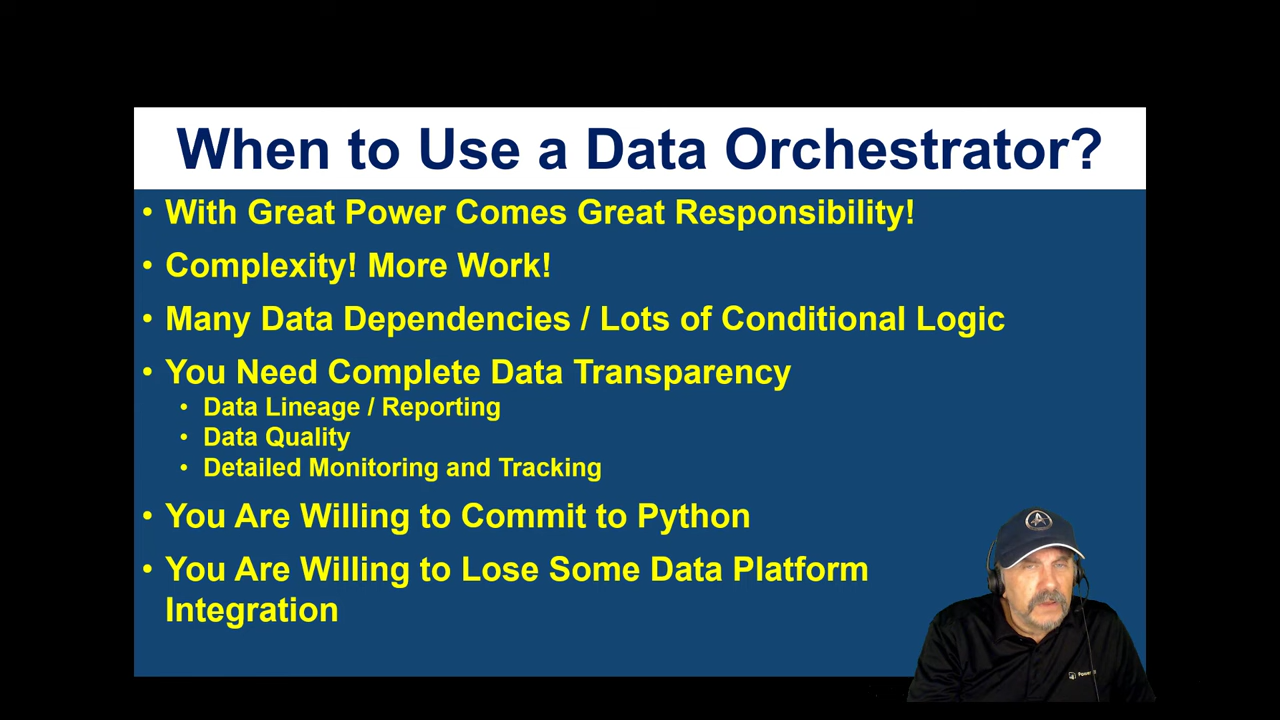 When to Use a Data Orchestrator?
• With Great Power Comes Great Responsibility!
• Complexity! More Work!
• Many Data Dependencies / Lots of Conditional Logic
• You Need Complete Data Transparency
• Data Lineage / Reporting
• Data Quality
• Detailed Monitoring and Tracking
• You Are Willing to Commit to Python
• You Are Willing to Lose Some Data Platform
Integration